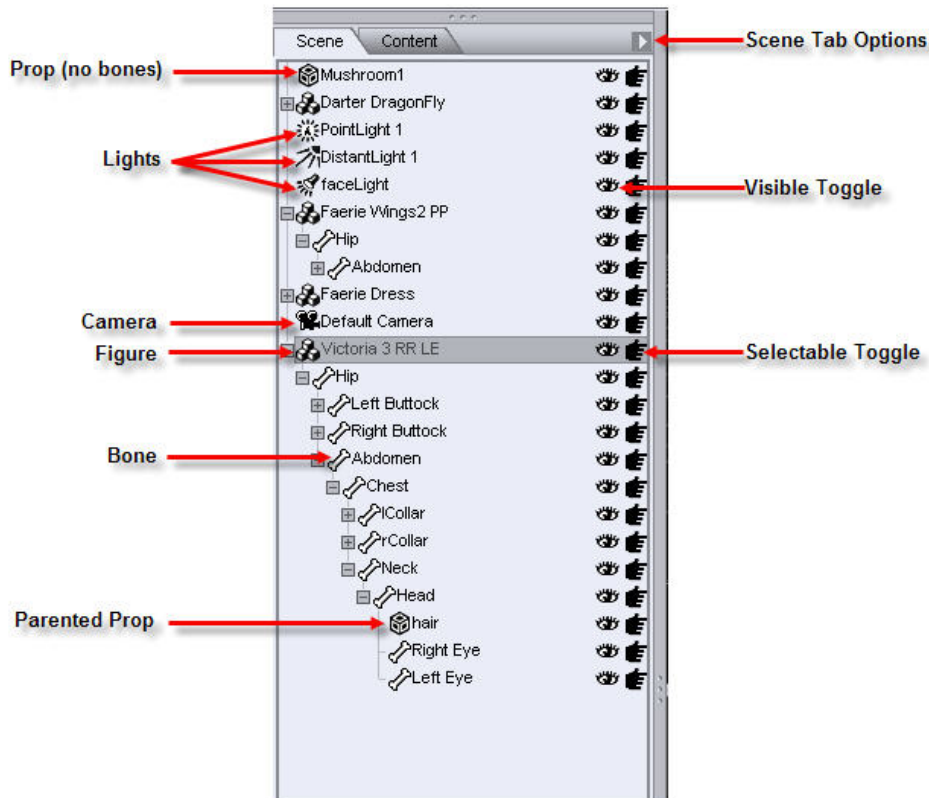 Scene Content
Scene Tab Options
Prop (no bones)
Mushroom1
Darter DragonFly
PointLight 1
Lights
DistantLight 1
faceLight
Visible Toggle
Faerie Wings2 PP
Hip
Abdomen
Faerie Dress
Camera
Default Camera
Figure
Victoria 3 RR LE
Selectable Toggle
Hip
Left Buttock
Right Buttock
Bone
Abdomen
Chest
lCollar
rCollar
Neck
Head
Parented Prop
hair
Right Eye
Left Eye